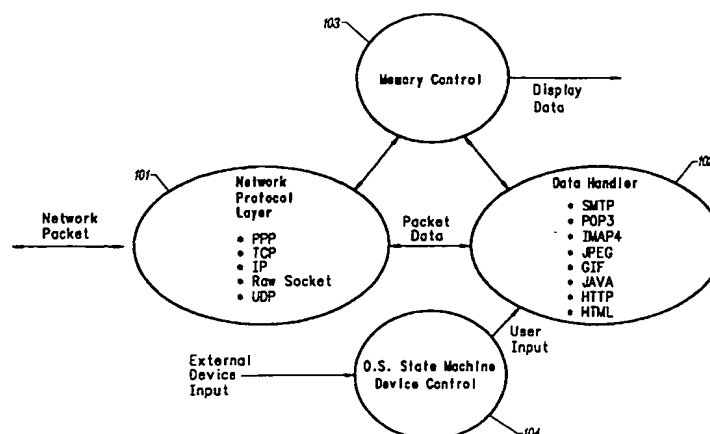 103
Memory Control
Display
Data
101
Network
Protocol
Layer
• PPP
• TCP
• IP
• Raw Socket
• UDP
Network
Packet
Packet
Data
102
Data Handler
• SMTP
• POP3
• IMAP4
• JPEG
• GIF
• JAVA
• HTTP
• HTML
User
Input
External
Device
Input
O.S. State Machine
Device Control
104